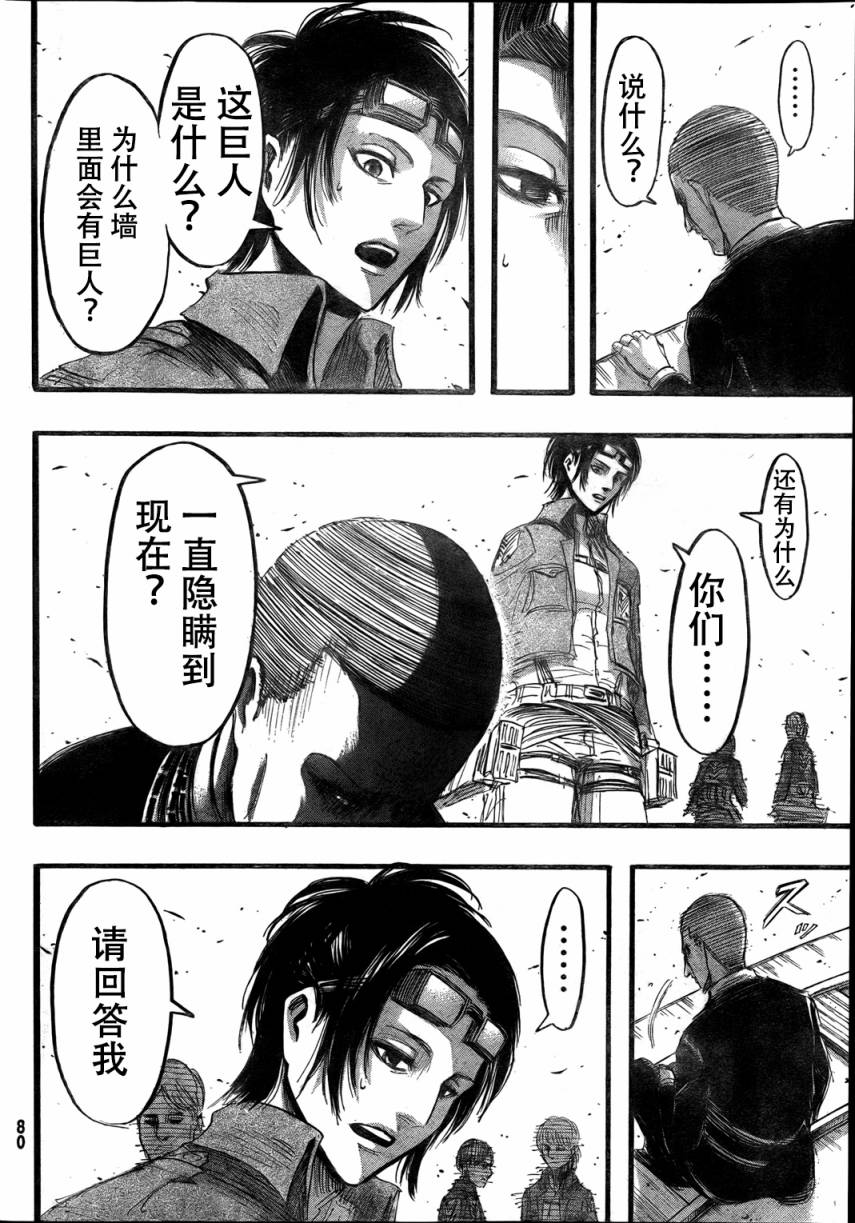 ……
说什么？
这巨人
是什么？
为什么墙
里面会有巨人？
还有为什么
你们……
一直隐瞒到
现在？
スッ
……
请回答我
80